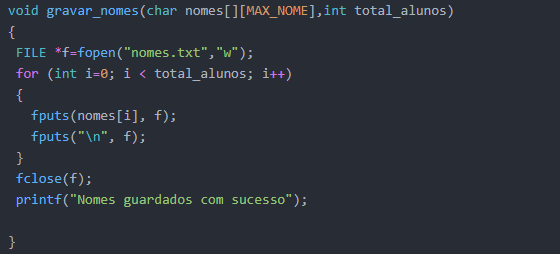 void gravar_nomes(char nomes[][MAX_NOME],int total_alunos)
{
 FILE *f=fopen("nomes.txt","w");
 for (int i=0; i < total_alunos; i++)
 {
   fputs(nomes[i], f);
   fputs("\n", f);
 }
 fclose(f);
 printf("Nomes guardados com sucesso");
}